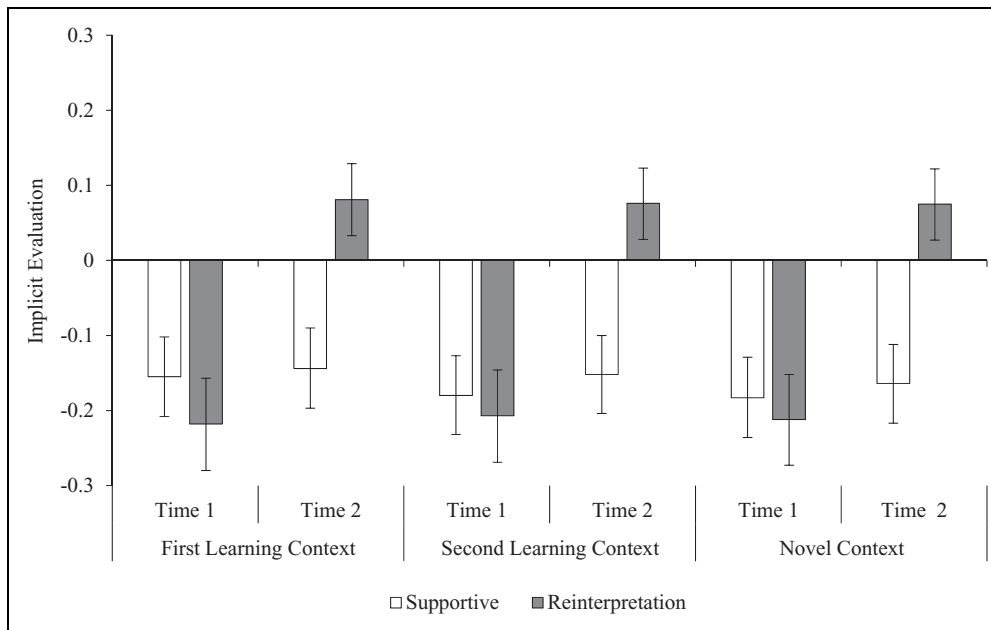 0.3
0.2
0.1
0
-0.1
-0.2
-0.3
Implicit Evaluation
Time 1 Time 2 Time 1 Time 2 Time 1 Time 2
First Learning Context Second Learning Context Novel Context
Supportive Reinterpretation